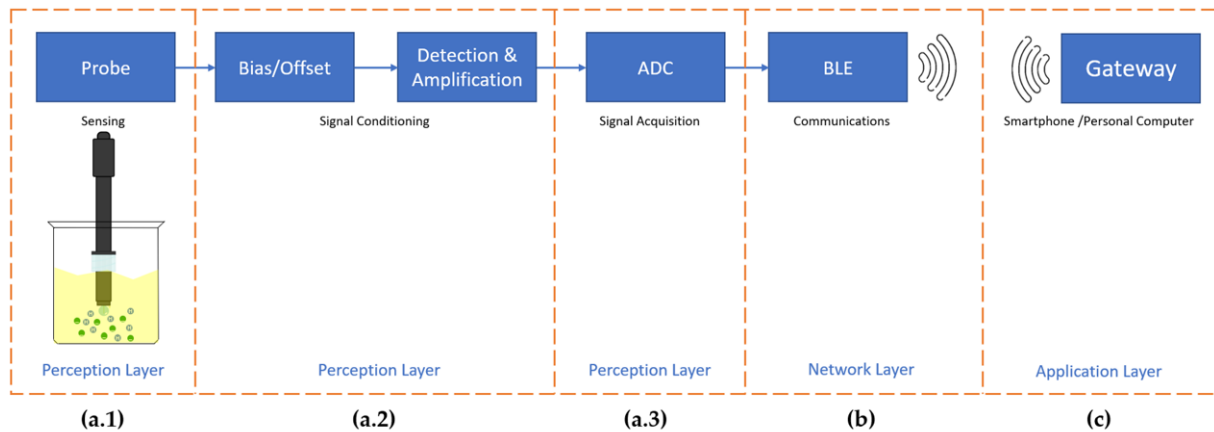 Probe
Bias/Offset
Detection &
Amplification
ADC
BLE
Gateway
Sensing
Signal Conditioning
Signal Acquisition
Communications
Smartphone /Personal Computer
Perception Layer
Perception Layer
Perception Layer
Network Layer
Application Layer
(a.1)
(a.2)
(a.3)
(b)
(c)